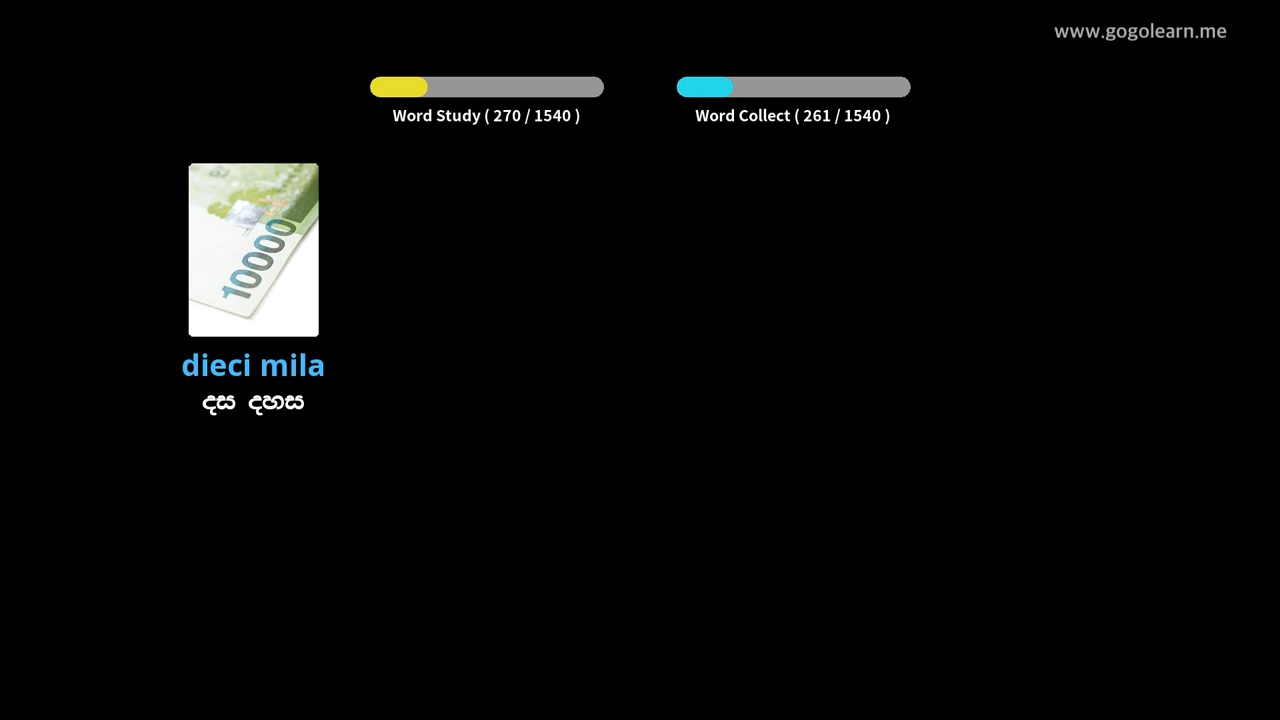 www.gogolearn.me
Word Study ( 270 / 1540 )
Word Collect ( 261 / 1540 )
10000
dieci mila
දස දහස